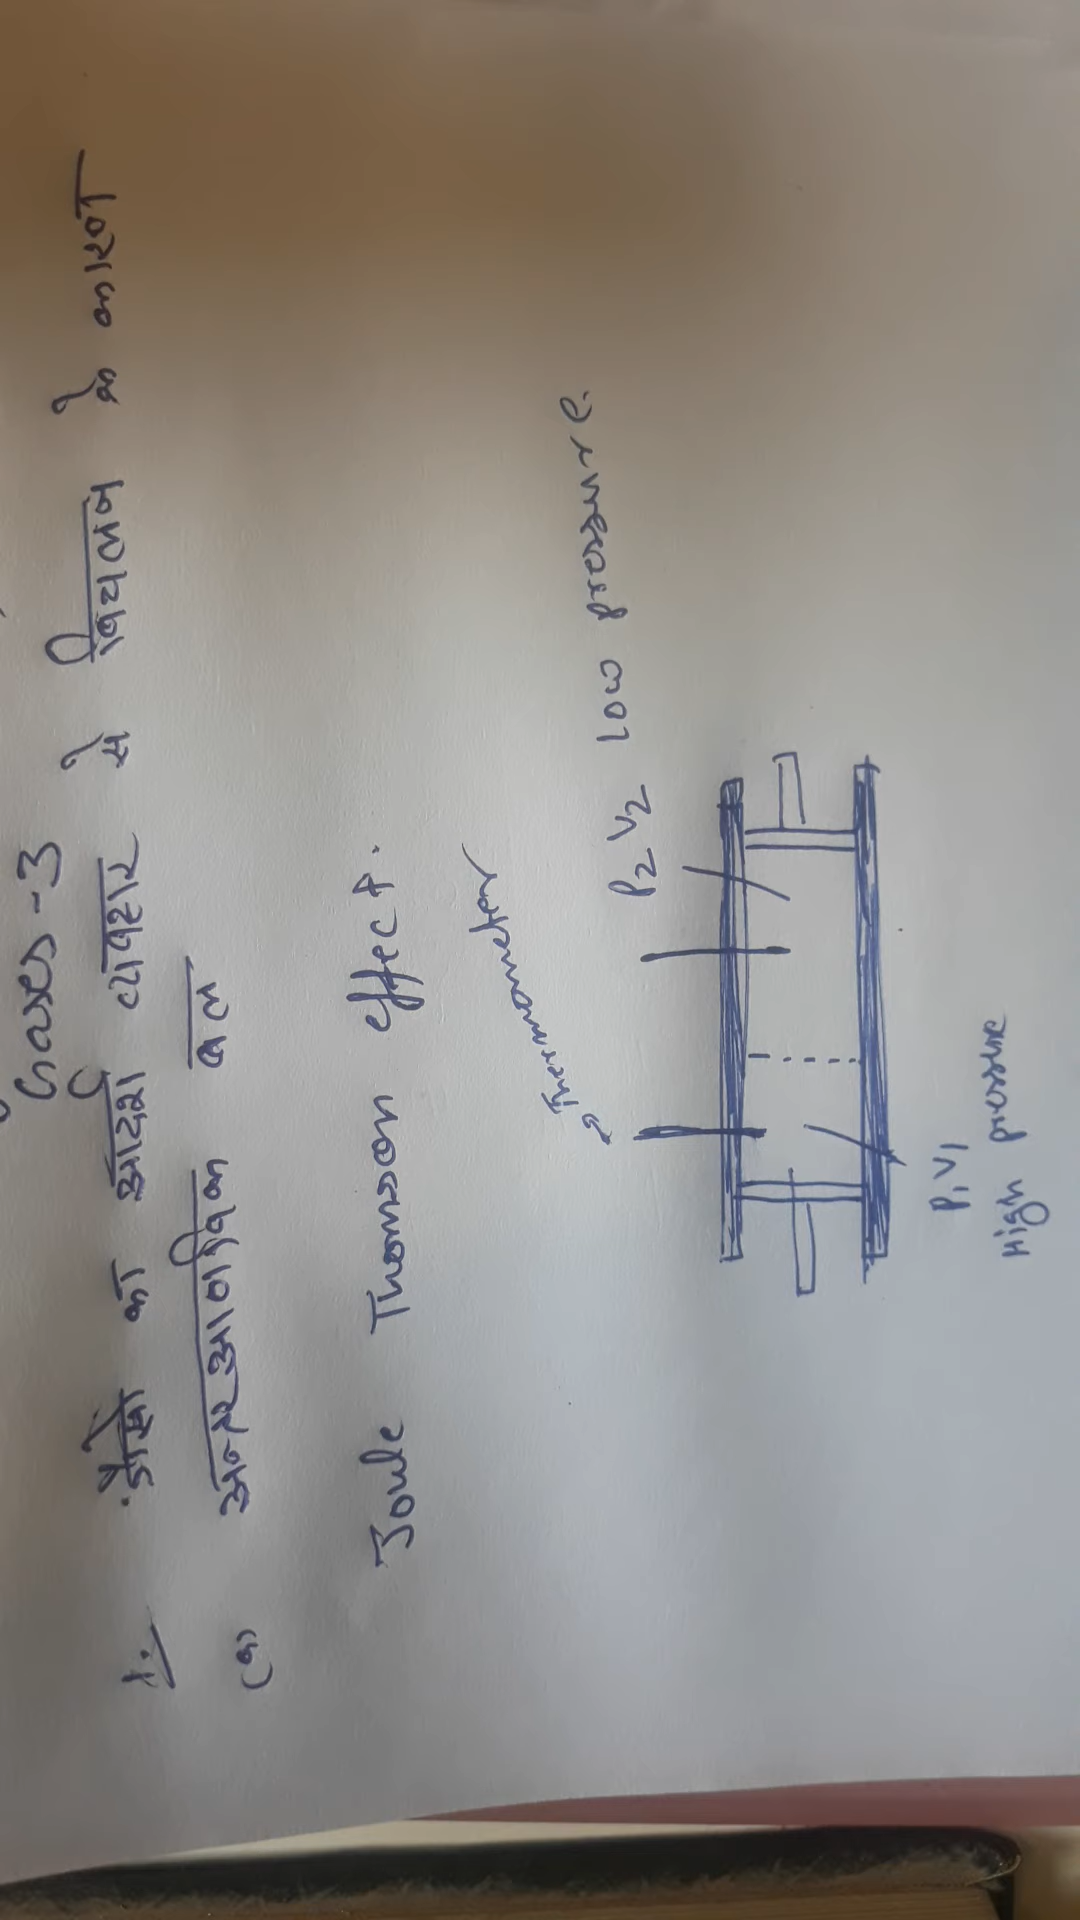 Gases-3
1. गैसों का आदर्श व्यवहार से विचलन के कारण
(a) अन्तरआणविक बल
Joule Thomson effect.
Thermometer
P2 V2 Low pressure
P1 V1
High pressure